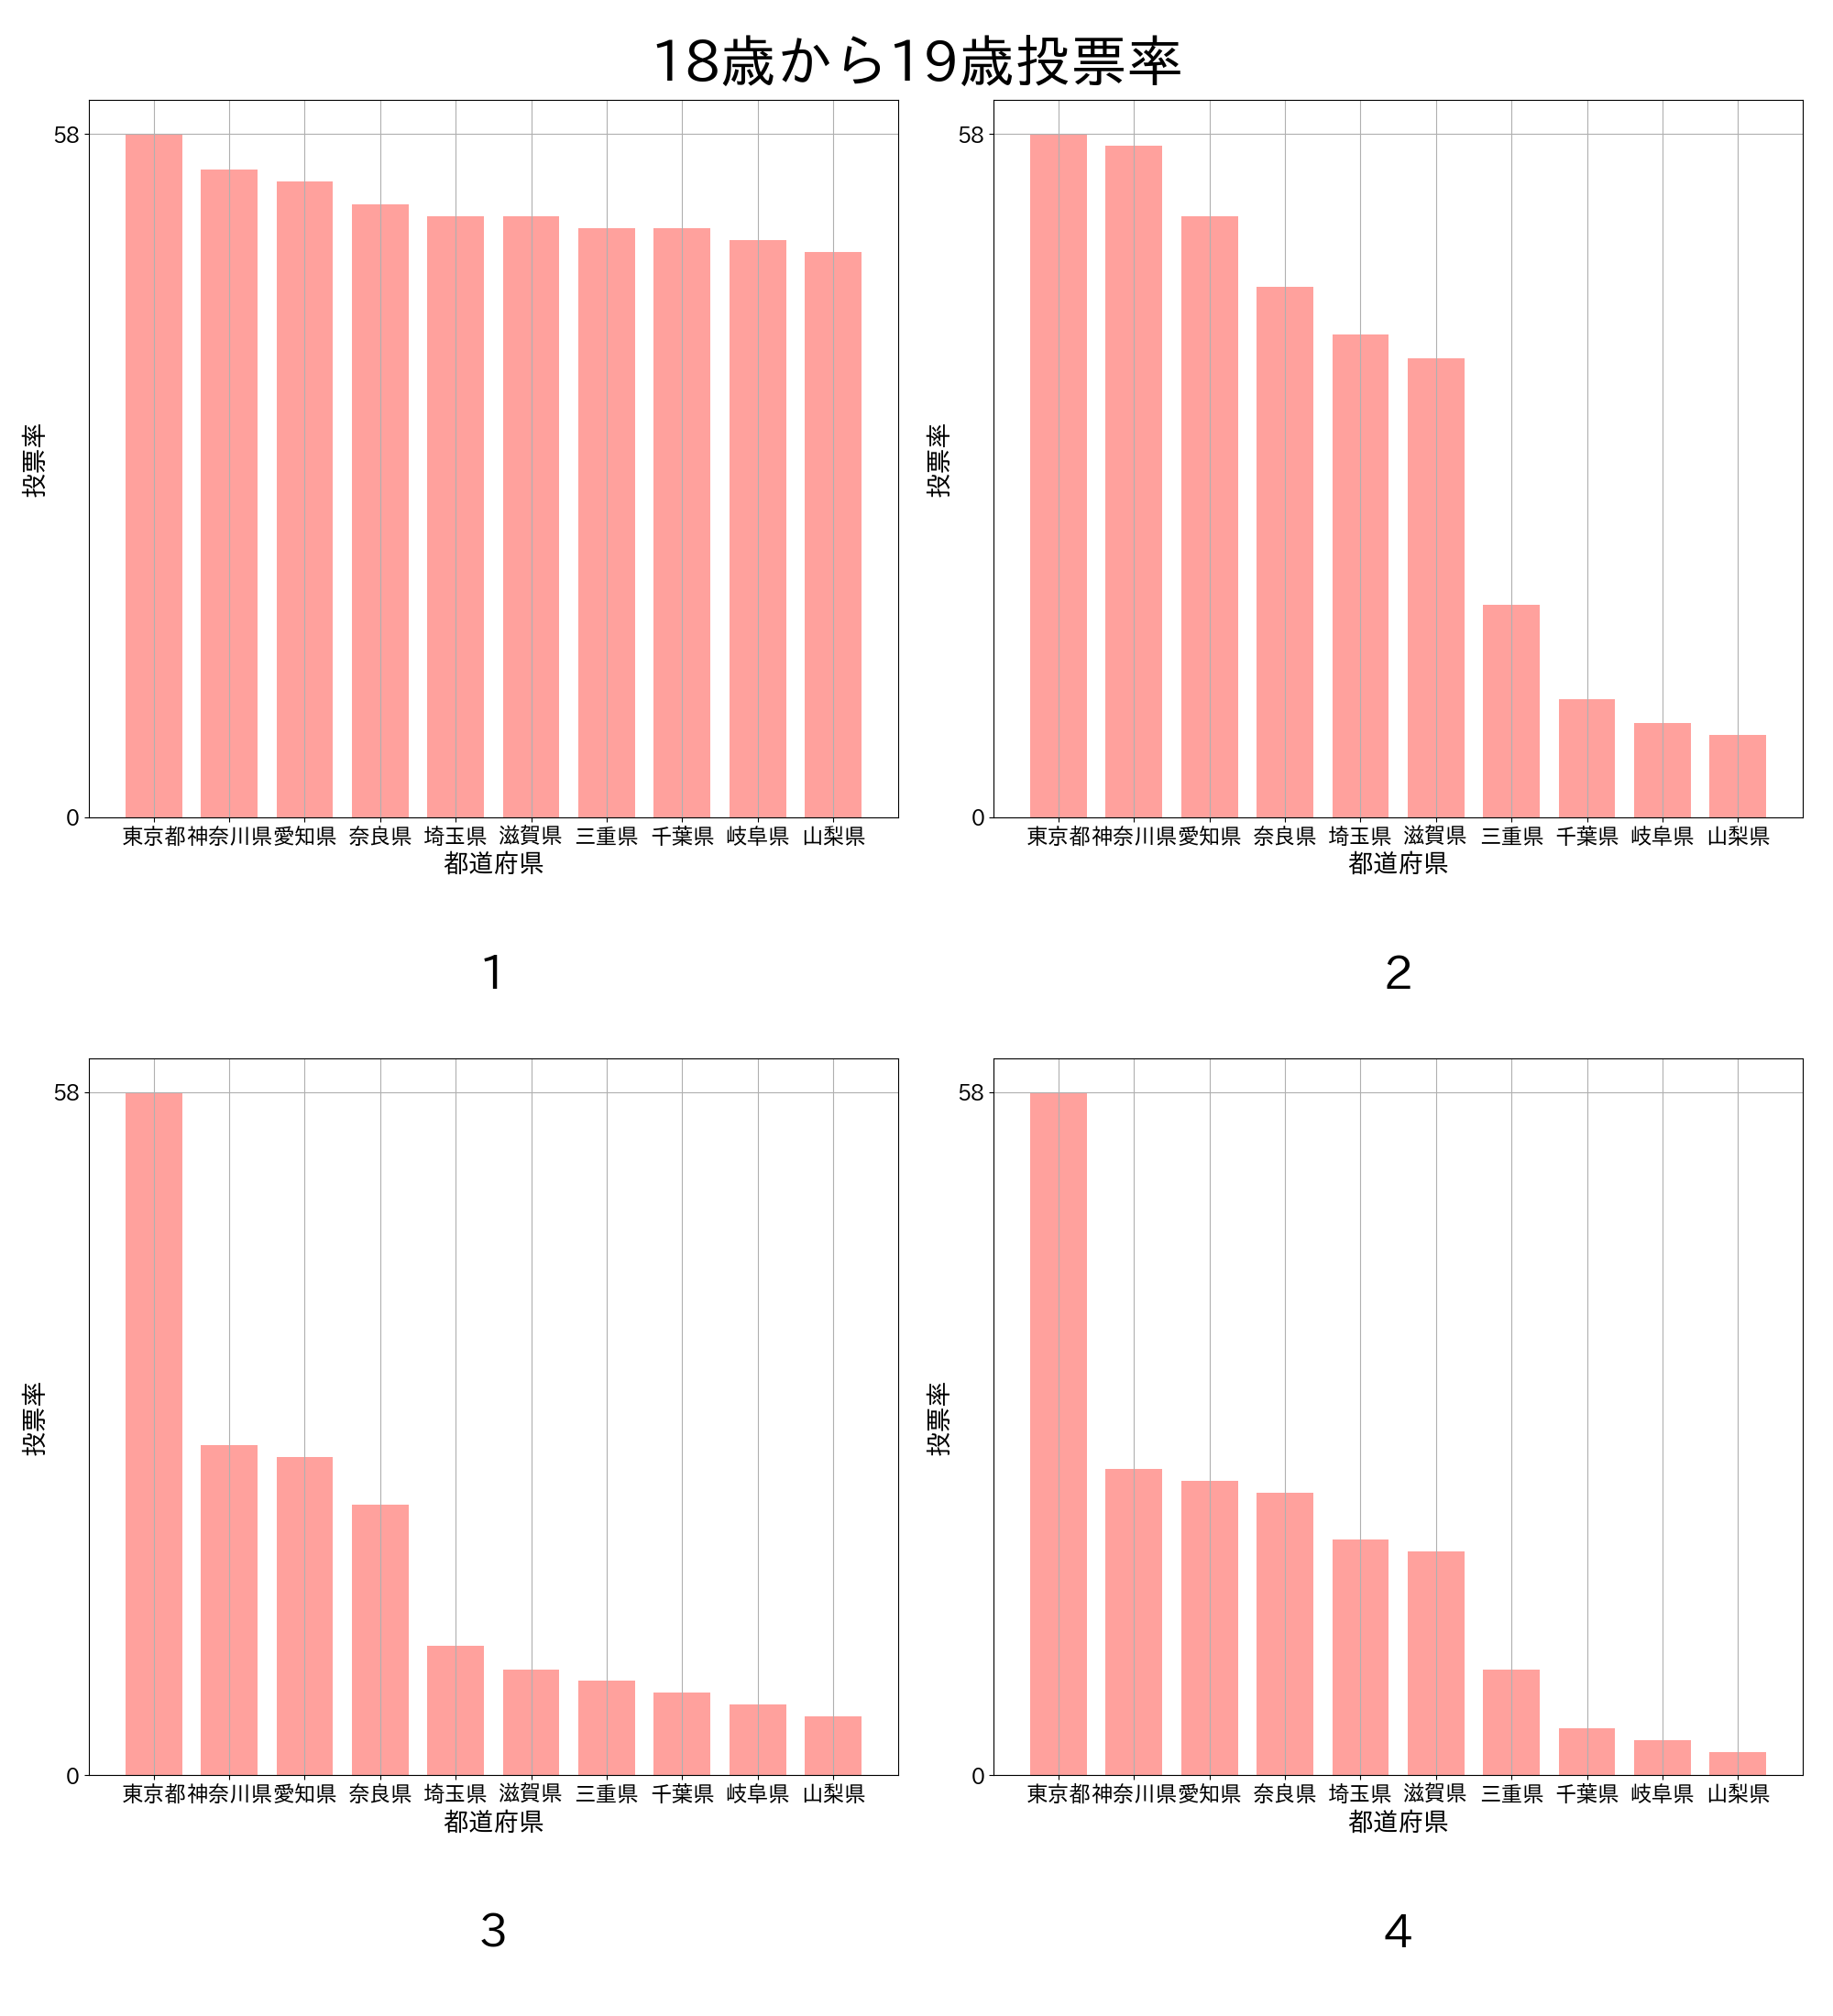 18歳から19歳投票率
58
0
投票率
東京都 神奈川県 愛知県 奈良県 埼玉県 滋賀県 三重県 千葉県 岐阜県 山梨県
都道府県
1
58
0
投票率
東京都 神奈川県 愛知県 奈良県 埼玉県 滋賀県 三重県 千葉県 岐阜県 山梨県
都道府県
2
58
0
投票率
東京都 神奈川県 愛知県 奈良県 埼玉県 滋賀県 三重県 千葉県 岐阜県 山梨県
都道府県
3
58
0
投票率
東京都 神奈川県 愛知県 奈良県 埼玉県 滋賀県 三重県 千葉県 岐阜県 山梨県
都道府県
4